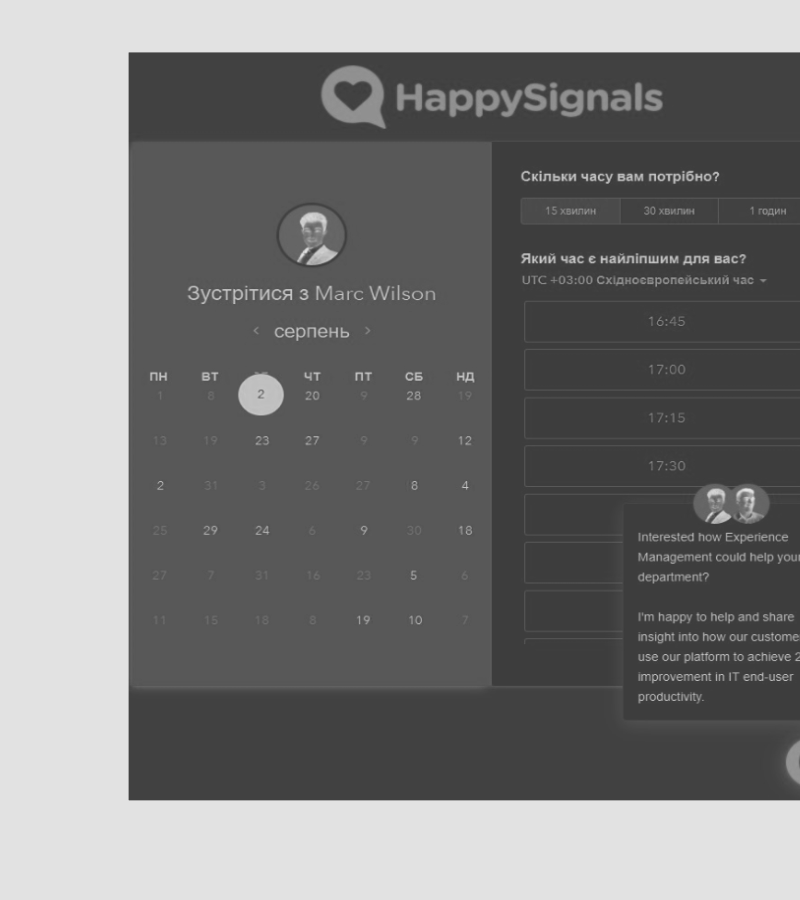 HappySignals
Зустрітися з Marc Wilson
‹ серпень ›
ПН ВТ ЧТ ПТ СБ НД
1 8 2 20 9 28 19
13 19 23 27 9 9 12
2 31 3 26 27 8 4
25 29 24 6 9 30 18
27 7 31 16 23 5 6
11 15 18 8 19 10 7
Скільки часу вам потрібно?
15 хвилин 30 хвилин 1 годин
Який час є найліпшим для вас?
UTC +03:00 Східноєвропейський час
16:45
17:00
17:15
17:30
Interested how Experience
Management could help your
department?
I'm happy to help and share
insight into how our custome
use our platform to achieve 2
improvement in IT end-user
productivity.